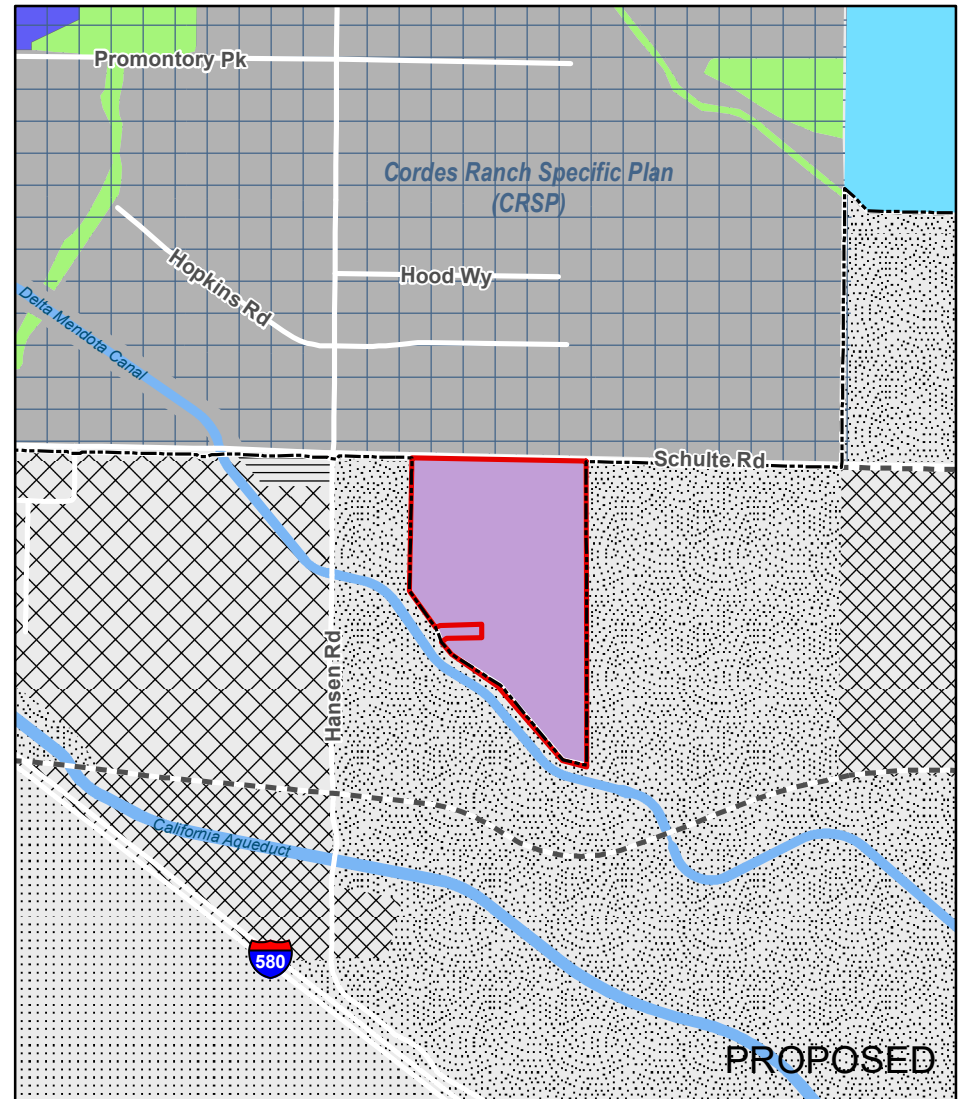 Promontory Pk
Cordes Ranch Specific Plan
(CRSP)
Hopkins Rd
Hood Wy
Delta Mendota Canal
Schulte Rd
Hansen Rd
California Aqueduct
580
PROPOSED